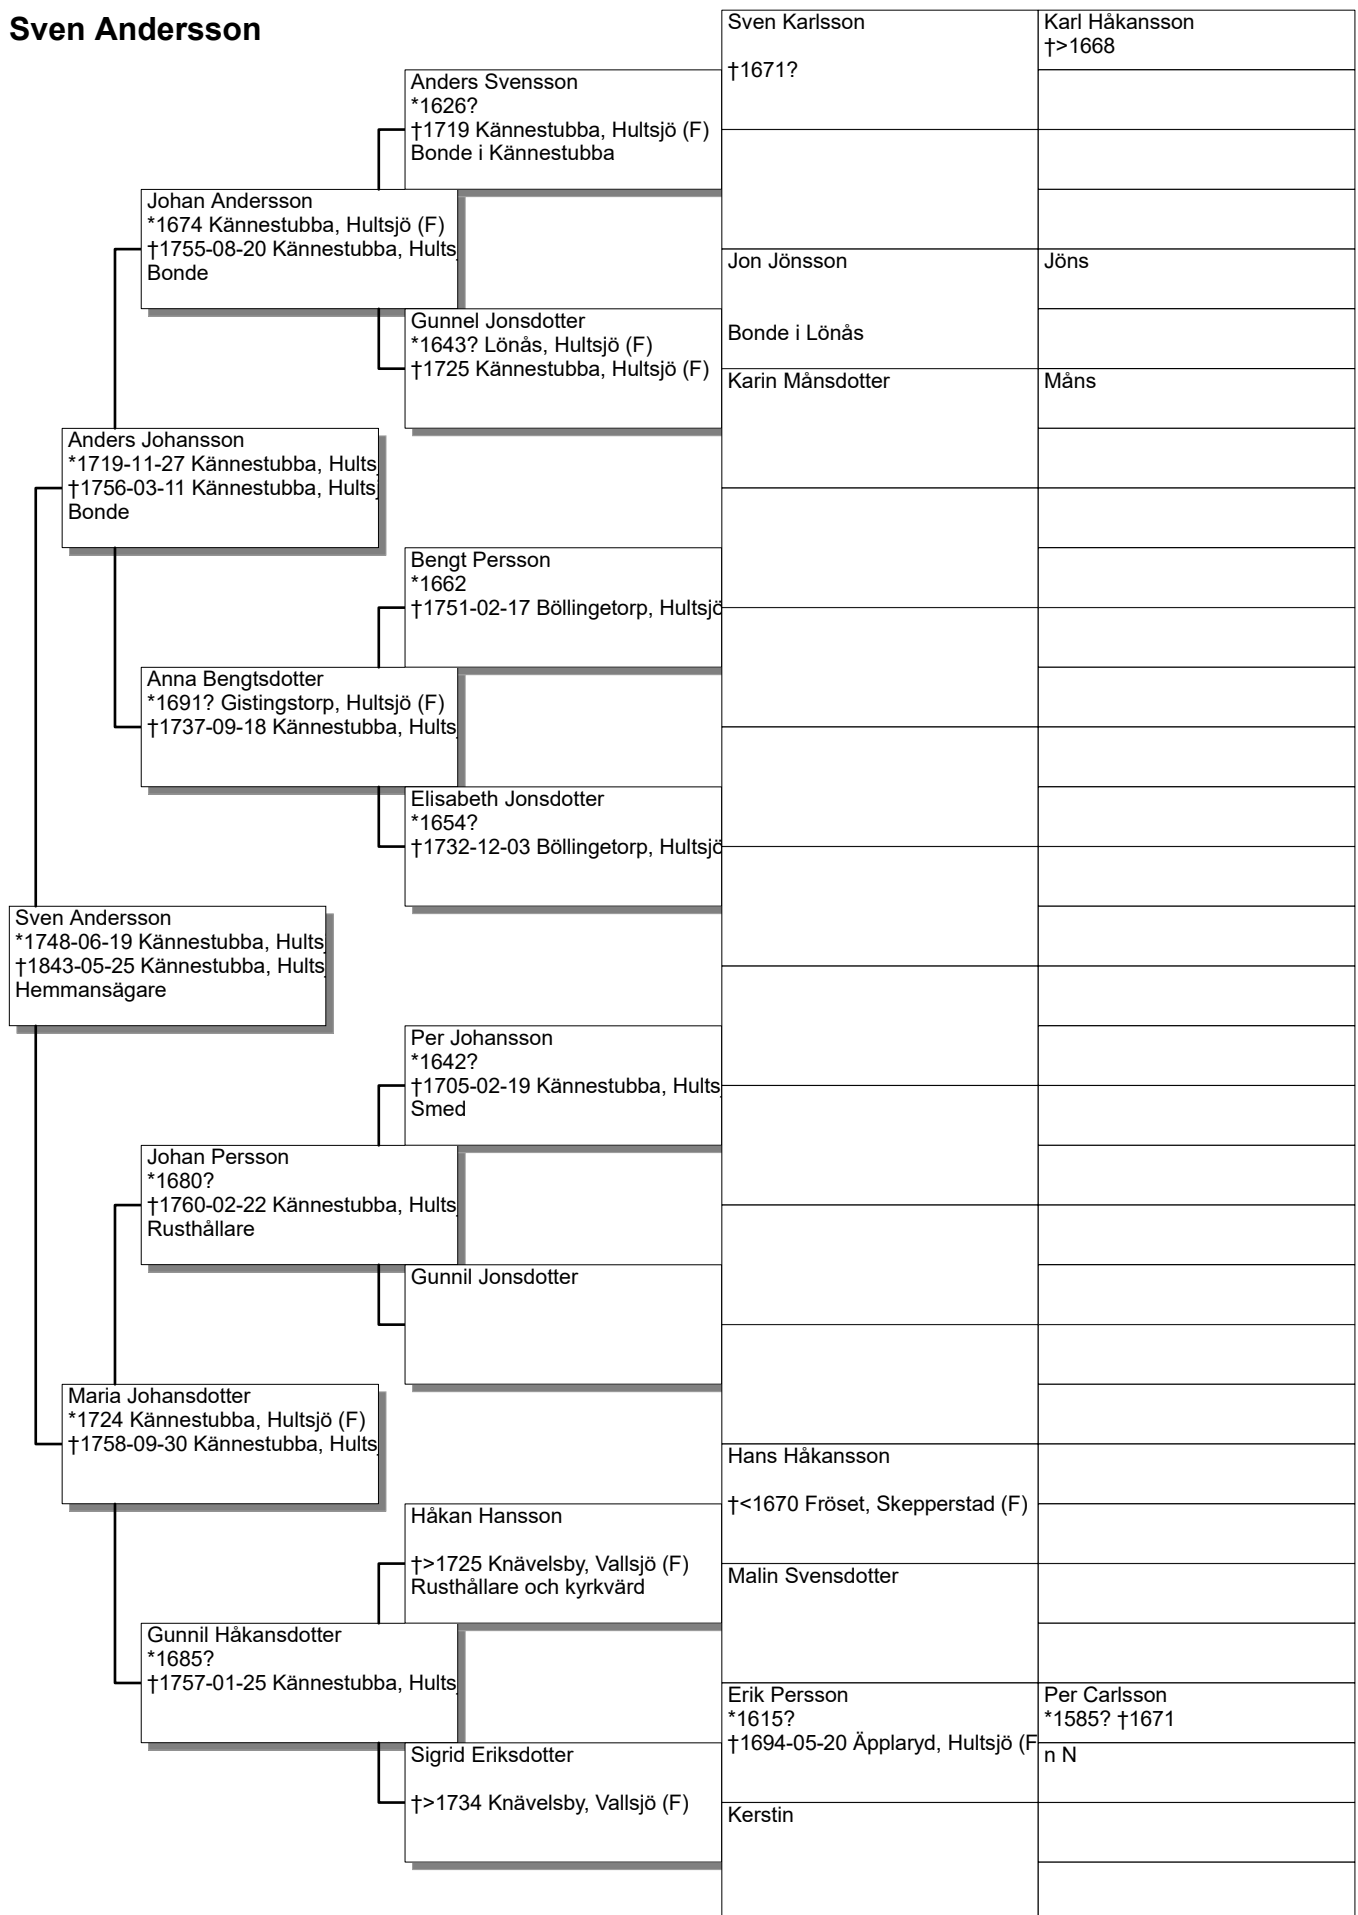 Sven Andersson
Sven Karlsson
†1671?
Karl Håkansson
†>1668
Anders Svensson
*1626?
†1719 Kännestubba, Hultsjö (F)
Bonde i Kännestubba
Johan Andersson
*1674 Kännestubba, Hultsjö (F)
†1755-08-20 Kännestubba, Hults
Bonde
Jon Jönsson
Bonde i Lönås
Jöns
Gunnel Jonsdotter
*1643? Lönås, Hultsjö (F)
†1725 Kännestubba, Hultsjö (F)
Karin Månsdotter
Måns
Anders Johansson
*1719-11-27 Kännestubba, Hults
†1756-03-11 Kännestubba, Hultsj
Bonde
Bengt Persson
*1662
†1751-02-17 Böllingetorp, Hultsjö
Anna Bengtsdotter
*1691? Gistingstorp, Hultsjö (F)
†1737-09-18 Kännestubba, Hults
Elisabeth Jonsdotter
*1654?
†1732-12-03 Böllingetorp, Hultsjö
Sven Andersson
*1748-06-19 Kännestubba, Hults
†1843-05-25 Kännestubba, Hults
Hemmansägare
Per Johansson
*1642?
†1705-02-19 Kännestubba, Hults
Smed
Johan Persson
*1680?
†1760-02-22 Kännestubba, Hults
Rusthållare
Gunnil Jonsdotter
Maria Johansdotter
*1724 Kännestubba, Hultsjö (F)
†1758-09-30 Kännestubba, Hults
Hans Håkansson
†<1670 Fröset, Skepperstad (F)
Håkan Hansson
†>1725 Knävelsby, Vallsjö (F)
Rusthållare och kyrkvärd
Malin Svensdotter
Gunnil Håkansdotter
*1685?
†1757-01-25 Kännestubba, Hults
Erik Persson
*1615?
†1694-05-20 Äpplaryd, Hultsjö (F
Per Carlsson
*1585? †1671
n N
Sigrid Eriksdotter
†>1734 Knävelsby, Vallsjö (F)
Kerstin